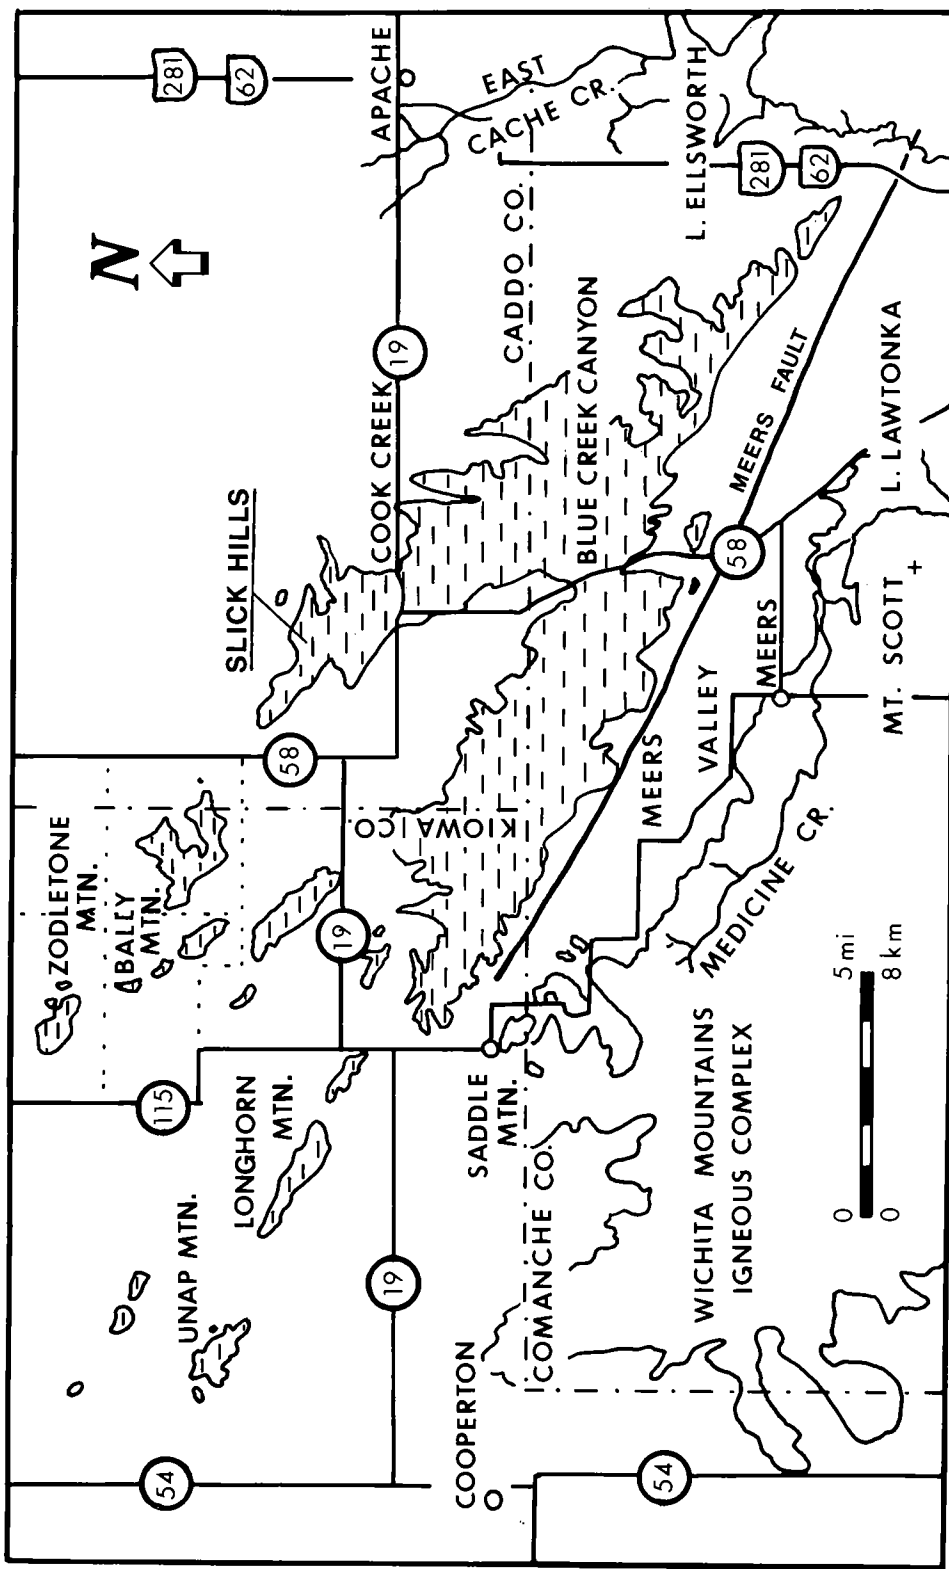 281
62
APACHE
EAST
CACHE CR.
N
19
CADDO CO.
L. ELLSWORTH
281
62
SLICK HILLS
COOK CREEK
BLUE CREEK CANYON
MEERS FAULT
58
L. LAWTONKA
58
ZODLETONE
MTN.
BALLY
MTN.
19
KIOWA CO.
MEERS
VALLEY
MEERS
MT. SCOTT
MEDICINE CR.
115
LONGHORN
MTN.
UNAP MTN.
SADDLE
MTN.
19
COMANCHE CO.
WICHITA MOUNTAINS
IGNEOUS COMPLEX
0
5 mi
0
8 km
54
COOPERTON
54